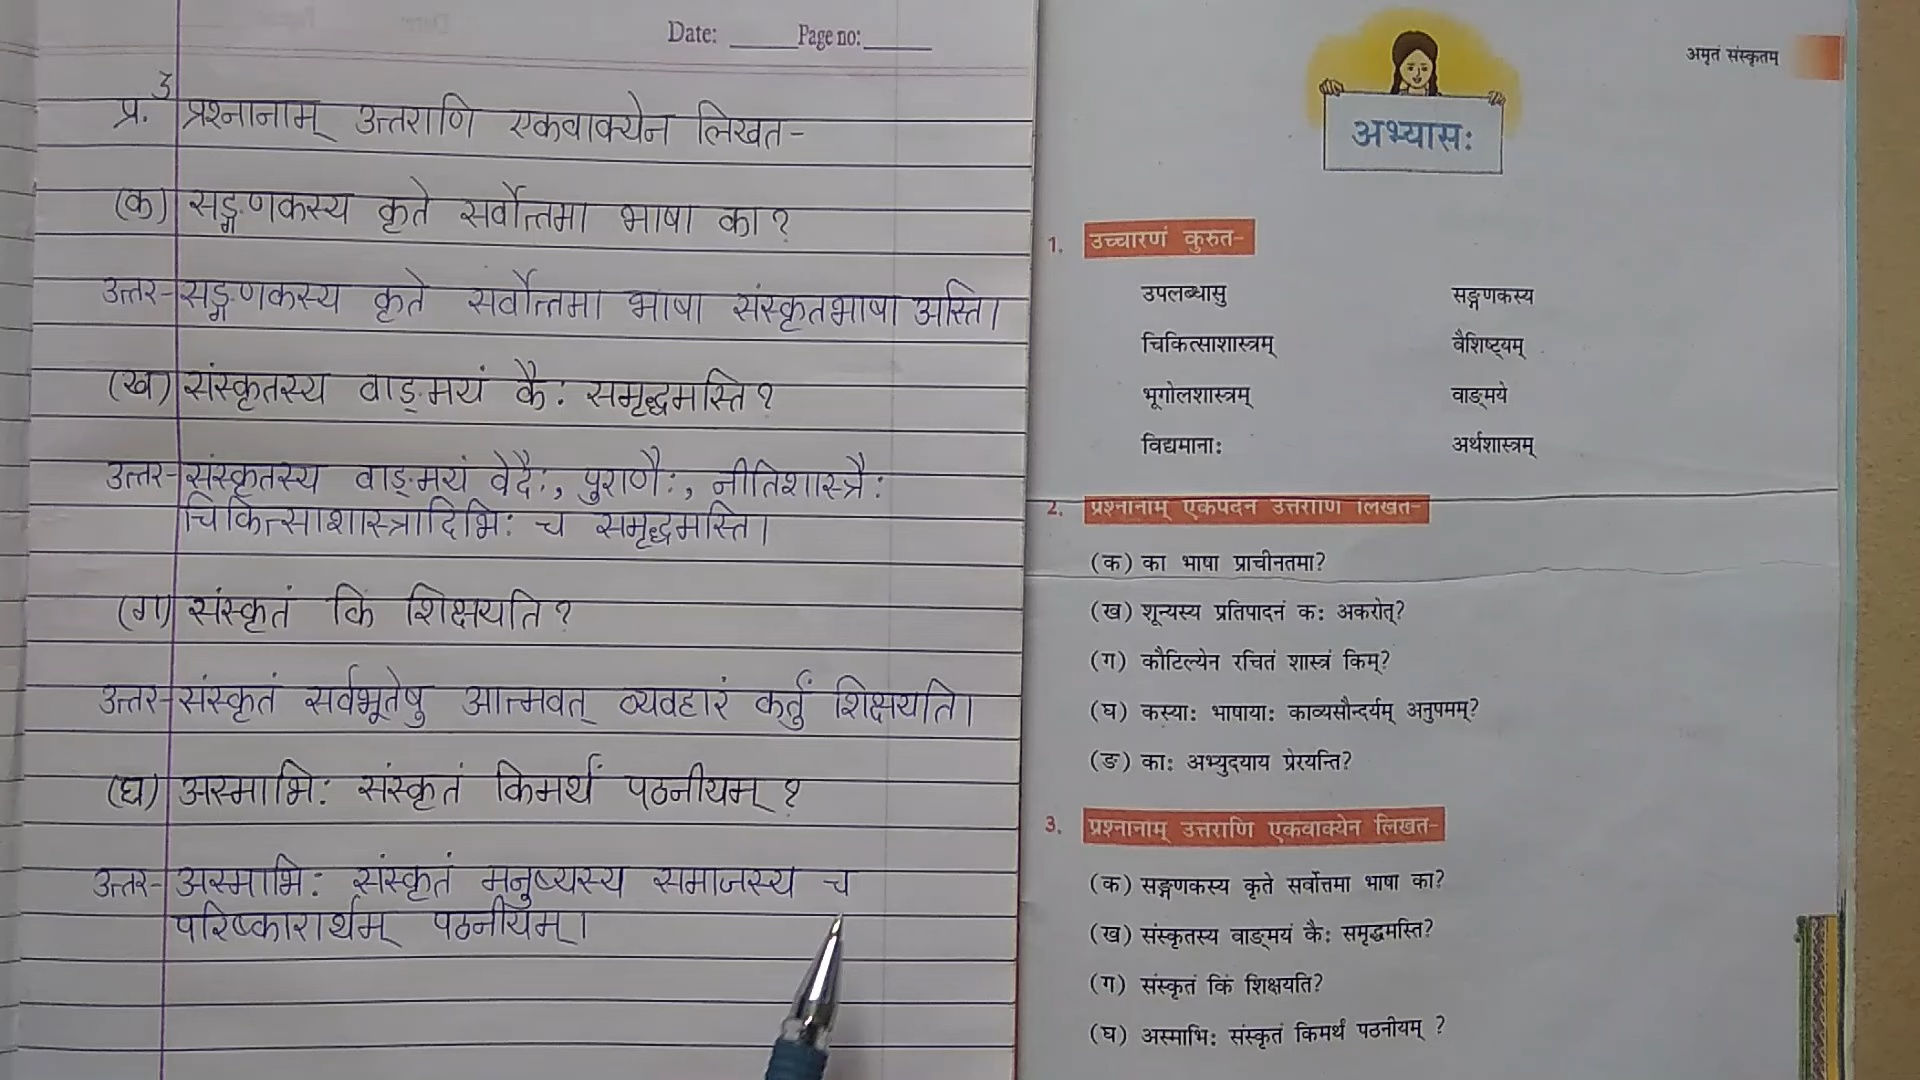 Date: ______ Page no: ______
प्र. 3 प्रश्नानाम् उत्तराणि एकवाक्येन लिखत-
(क) सङ्गणकस्य कृते सर्वोत्तमा भाषा का?
उत्तर- सङ्गणकस्य कृते सर्वोत्तमा भाषा संस्कृतभाषा अस्ति।
(ख) संस्कृतस्य वाङ्मयं कैः समृद्धमस्ति?
उत्तर- संस्कृतस्य वाङ्मयं वेदैः, पुराणैः, नीतिशास्त्रैः
चिकित्साशास्त्रादिभिः च समृद्धमस्ति।
(ग) संस्कृतं किं शिक्षयति?
उत्तर- संस्कृतं सर्वभूतेषु आत्मवत् व्यवहारं कर्तुं शिक्षयति।
(घ) अस्माभिः संस्कृतं किमर्थं पठनीयम्?
उत्तर- अस्माभिः संस्कृतं मनुष्यस्य समाजस्य च
परिष्कारार्थम् पठनीयम्।
अमृतं संस्कृतम्
अभ्यासः
1. उच्चारणं कुरुत-
उपलब्धासु सङ्गणकस्य
चिकित्साशास्त्रम् वैशिष्ट्यम्
भूगोलशास्त्रम् वाङ्मये
विद्यमानाः अर्थशास्त्रम्
2. प्रश्नानाम् एकपदेन उत्तराणि लिखत-
(क) का भाषा प्राचीनतमा?
(ख) शून्यस्य प्रतिपादनं कः अकरोत्?
(ग) कौटिल्येन रचितं शास्त्रं किम्?
(घ) कस्याः भाषायाः काव्यसौन्दर्यम् अनुपमम्?
(ङ) काः अभ्युदयाय प्रेरयन्ति?
3. प्रश्नानाम् उत्तराणि एकवाक्येन लिखत-
(क) सङ्गणकस्य कृते सर्वोत्तमा भाषा का?
(ख) संस्कृतस्य वाङ्मयं कैः समृद्धमस्ति?
(ग) संस्कृतं किं शिक्षयति?
(घ) अस्माभिः संस्कृतं किमर्थं पठनीयम् ?